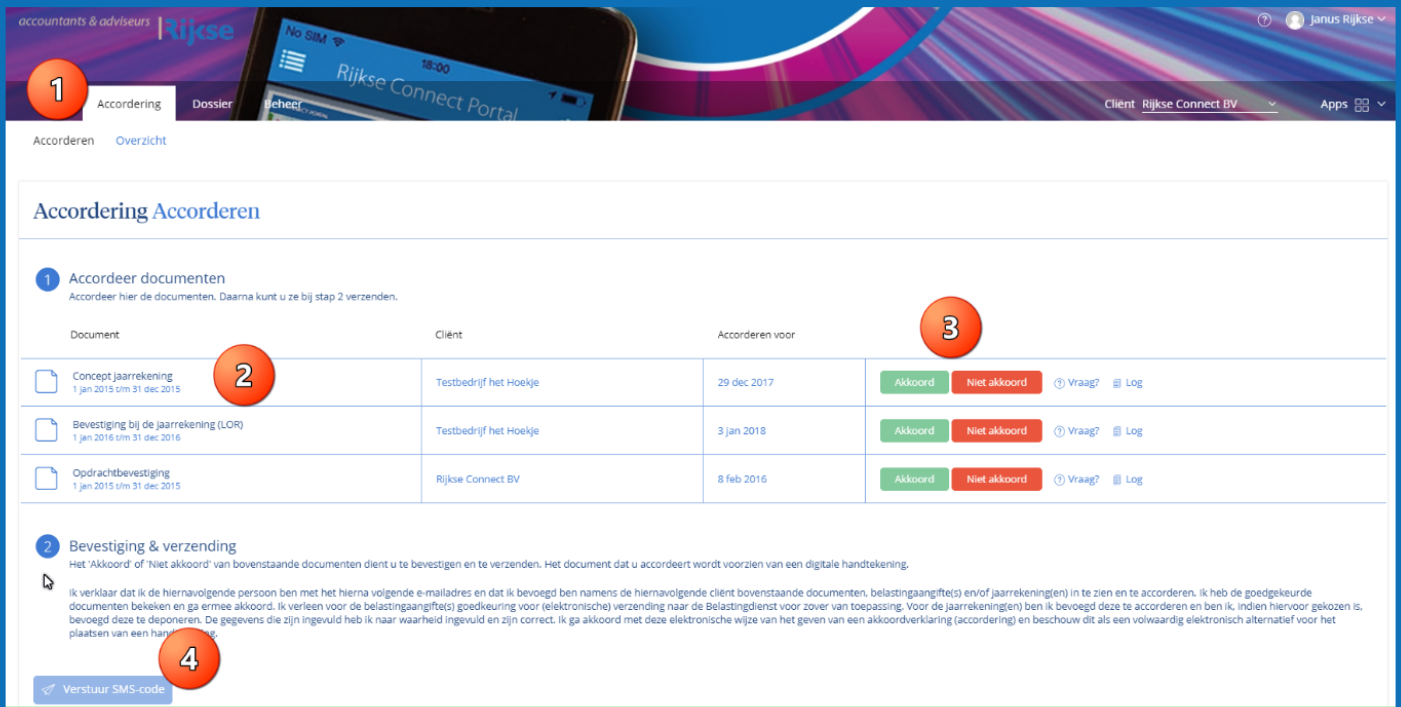 accountants & adviseurs Rijkse
No SIM
18:00
Rijkse Connect Portal
Janus Rijkse
1
Accordering Dossier Beheer
Cliënt Rijkse Connect BV Apps
Accorderen Overzicht
Accordering Accorderen
1 Accordeer documenten
Accordeer hier de documenten. Daarna kunt u ze bij stap 2 verzenden.
3
Document Cliënt Accorderen voor
2
Concept jaarrekening
1 jan 2015 t/m 31 dec 2015
Testbedrijf het Hoekje 29 dec 2017 Akkoord Niet akkoord Vraag? Log
Bevestiging bij de jaarrekening (LOR)
1 jan 2016 t/m 31 dec 2016
Testbedrijf het Hoekje 3 jan 2018 Akkoord Niet akkoord Vraag? Log
Opdrachtbevestiging
1 jan 2015 t/m 31 dec 2015
Rijkse Connect BV 8 feb 2016 Akkoord Niet akkoord Vraag? Log
2 Bevestiging & verzending
Het 'Akkoord' of 'Niet akkoord' van bovenstaande documenten dient u te bevestigen en te verzenden. Het document dat u accordeert wordt voorzien van een digitale handtekening.
Ik verklaar dat ik de hiernavolgende persoon ben met het hierna volgende e-mailadres en dat ik bevoegd ben namens de hiernavolgende cliënt bovenstaande documenten, belastingaangifte(s) en/of jaarrekening(en) in te zien en te accorderen. Ik heb de goedgekeurde
documenten bekeken en ga ermee akkoord. Ik verleen voor de belastingaangifte(s) goedkeuring voor (elektronische) verzending naar de Belastingdienst voor zover van toepassing. Voor de jaarrekening(en) ben ik bevoegd deze te accorderen en ben ik, indien hiervoor gekozen is,
bevoegd deze te deponeren. De gegevens die zijn ingevuld heb ik naar waarheid ingevuld en zijn correct. Ik ga akkoord met deze elektronische wijze van het geven van een akkoordverklaring (accordering) en beschouw dit als een volwaardig elektronisch alternatief voor het
plaatsen van een
4
Verstuur SMS-code